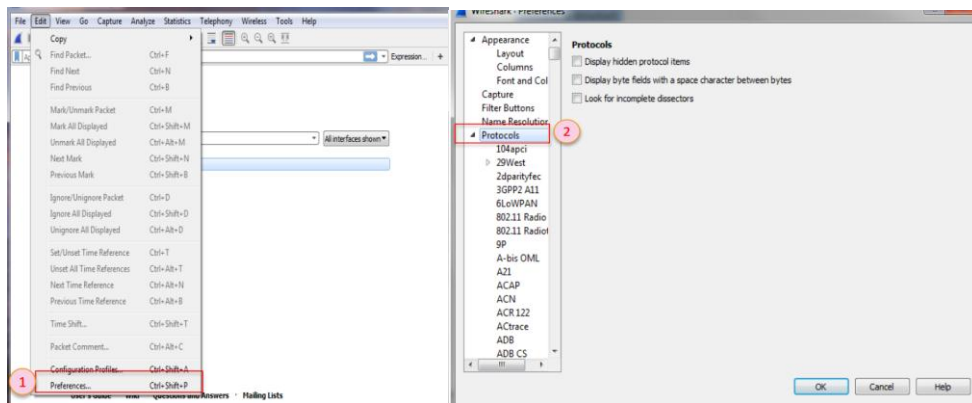 File Edit View Go Capture Analyze Statistics Telephony Wireless Tools Help
Copy
Find Packet... Ctrl+F
Find Next Ctrl+N
Find Previous Ctrl+B
Expression... +
Mark/Unmark Packet Ctrl+M
Mark All Displayed Ctrl+Shift+M
Unmark All Displayed Ctrl+Alt+M
Next Mark Ctrl+Shift+N
Previous Mark Ctrl+Shift+B
All interfaces shown
Ignore/Unignore Packet Ctrl+D
Ignore All Displayed Ctrl+Shift+D
Unignore All Displayed Ctrl+Alt+D
Set/Unset Time Reference Ctrl+T
Unset All Time References Ctrl+Alt+T
Next Time Reference Ctrl+Alt+N
Previous Time Reference Ctrl+Alt+B
Time Shift... Ctrl+Shift+T
Packet Comment... Ctrl+Alt+C
Configuration Profiles... Ctrl+Shift+A
1
Preferences... Ctrl+Shift+P
User's Guide · Wiki · Questions and Answers · Mailing Lists
Wireshark - Preferences
Appearance
Layout
Columns
Font and Col
Capture
Filter Buttons
Name Resolution
Protocols
2
104apci
29West
2dparityfec
3GPP2 A11
6LoWPAN
802.11 Radio
802.11 Radiot
9P
A-bis OML
A21
ACAP
ACN
ACR 122
ACtrace
ADB
ADB CS
Protocols
Display hidden protocol items
Display byte fields with a space character between bytes
Look for incomplete dissectors
OK Cancel Help